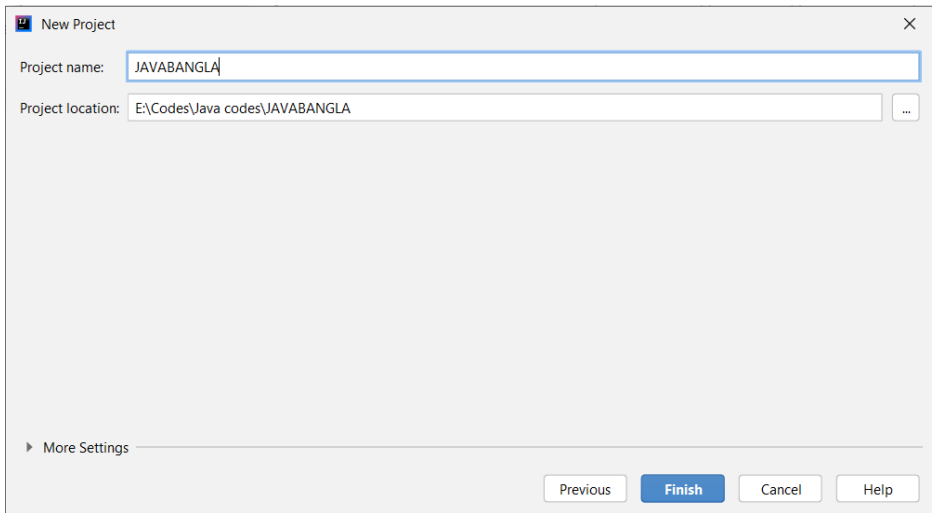 New Project
Project name: JAVABANGLA
Project location: E:\Codes\Java codes\JAVABANGLA ...
More Settings
Previous Finish Cancel Help